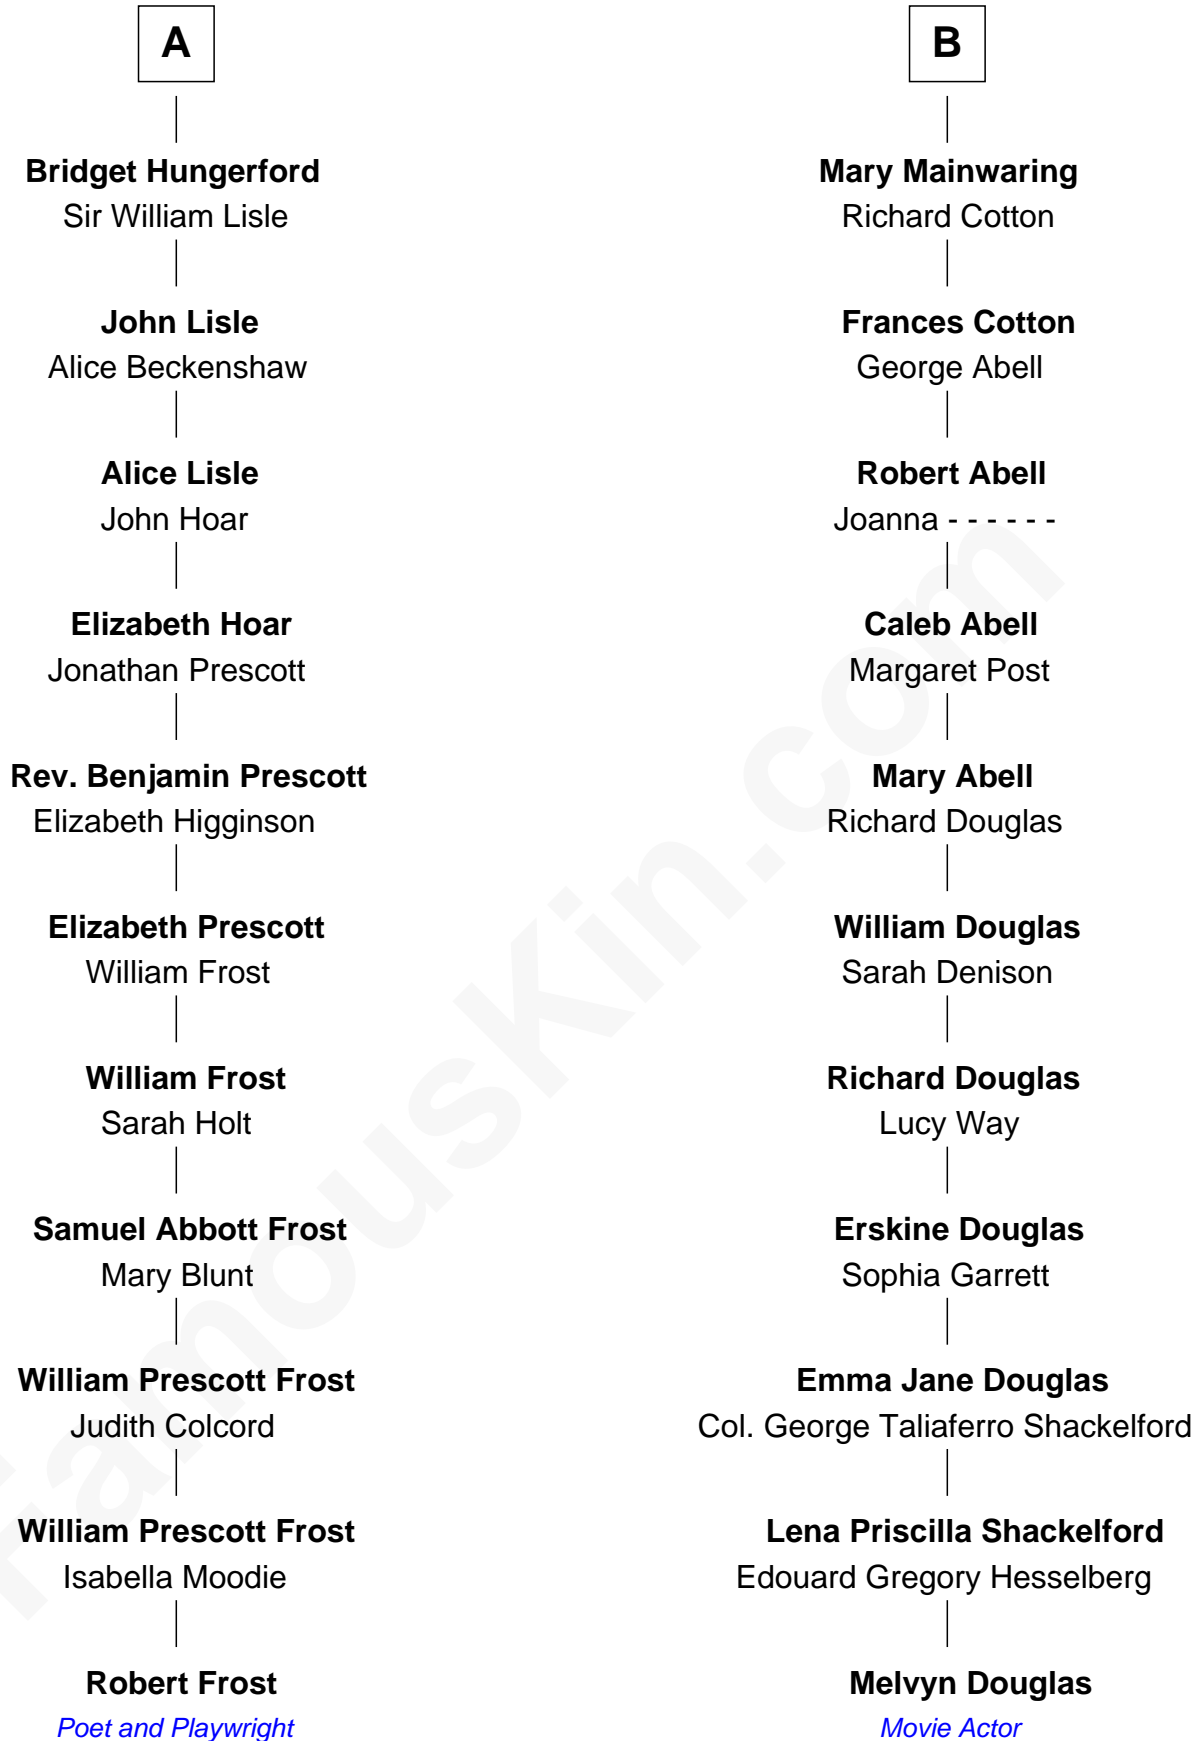 A
Bridget Hungerford
Sir William Lisle
John Lisle
Alice Beckenshaw
Alice Lisle
John Hoar
Elizabeth Hoar
Jonathan Prescott
Rev. Benjamin Prescott
Elizabeth Higginson
Elizabeth Prescott
William Frost
William Frost
Sarah Holt
Samuel Abbott Frost
Mary Blunt
William Prescott Frost
Judith Colcord
William Prescott Frost
Isabella Moodie
Robert Frost
Poet and Playwright
B
Mary Mainwaring
Richard Cotton
Frances Cotton
George Abell
Robert Abell
Joanna - - - - - -
Caleb Abell
Margaret Post
Mary Abell
Richard Douglas
William Douglas
Sarah Denison
Richard Douglas
Lucy Way
Erskine Douglas
Sophia Garrett
Emma Jane Douglas
Col. George Taliaferro Shackelford
Lena Priscilla Shackelford
Edouard Gregory Hesselberg
Melvyn Douglas
Movie Actor
FamousKin.com